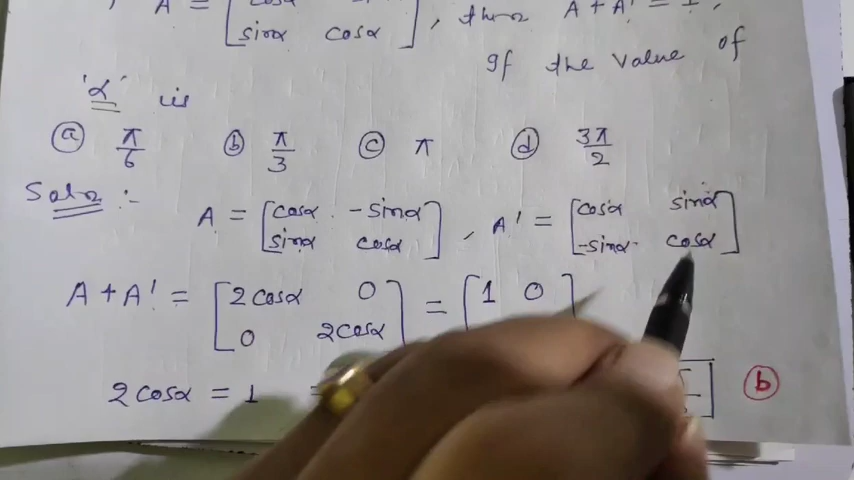 A = [cosα
[sinα cosα], then A + A' = I,
If the value of
'α' is
ⓐ π/6 ⓑ π/3 ⓒ π ⓓ 3π/2
Soln :-
A = [cosα -sinα , A' = [cosα sinα
sinα cosα] -sinα cosα]
A + A' = [2cosα 0 = [1 0
0 2cosα]
2cosα = 1 = ⓑ